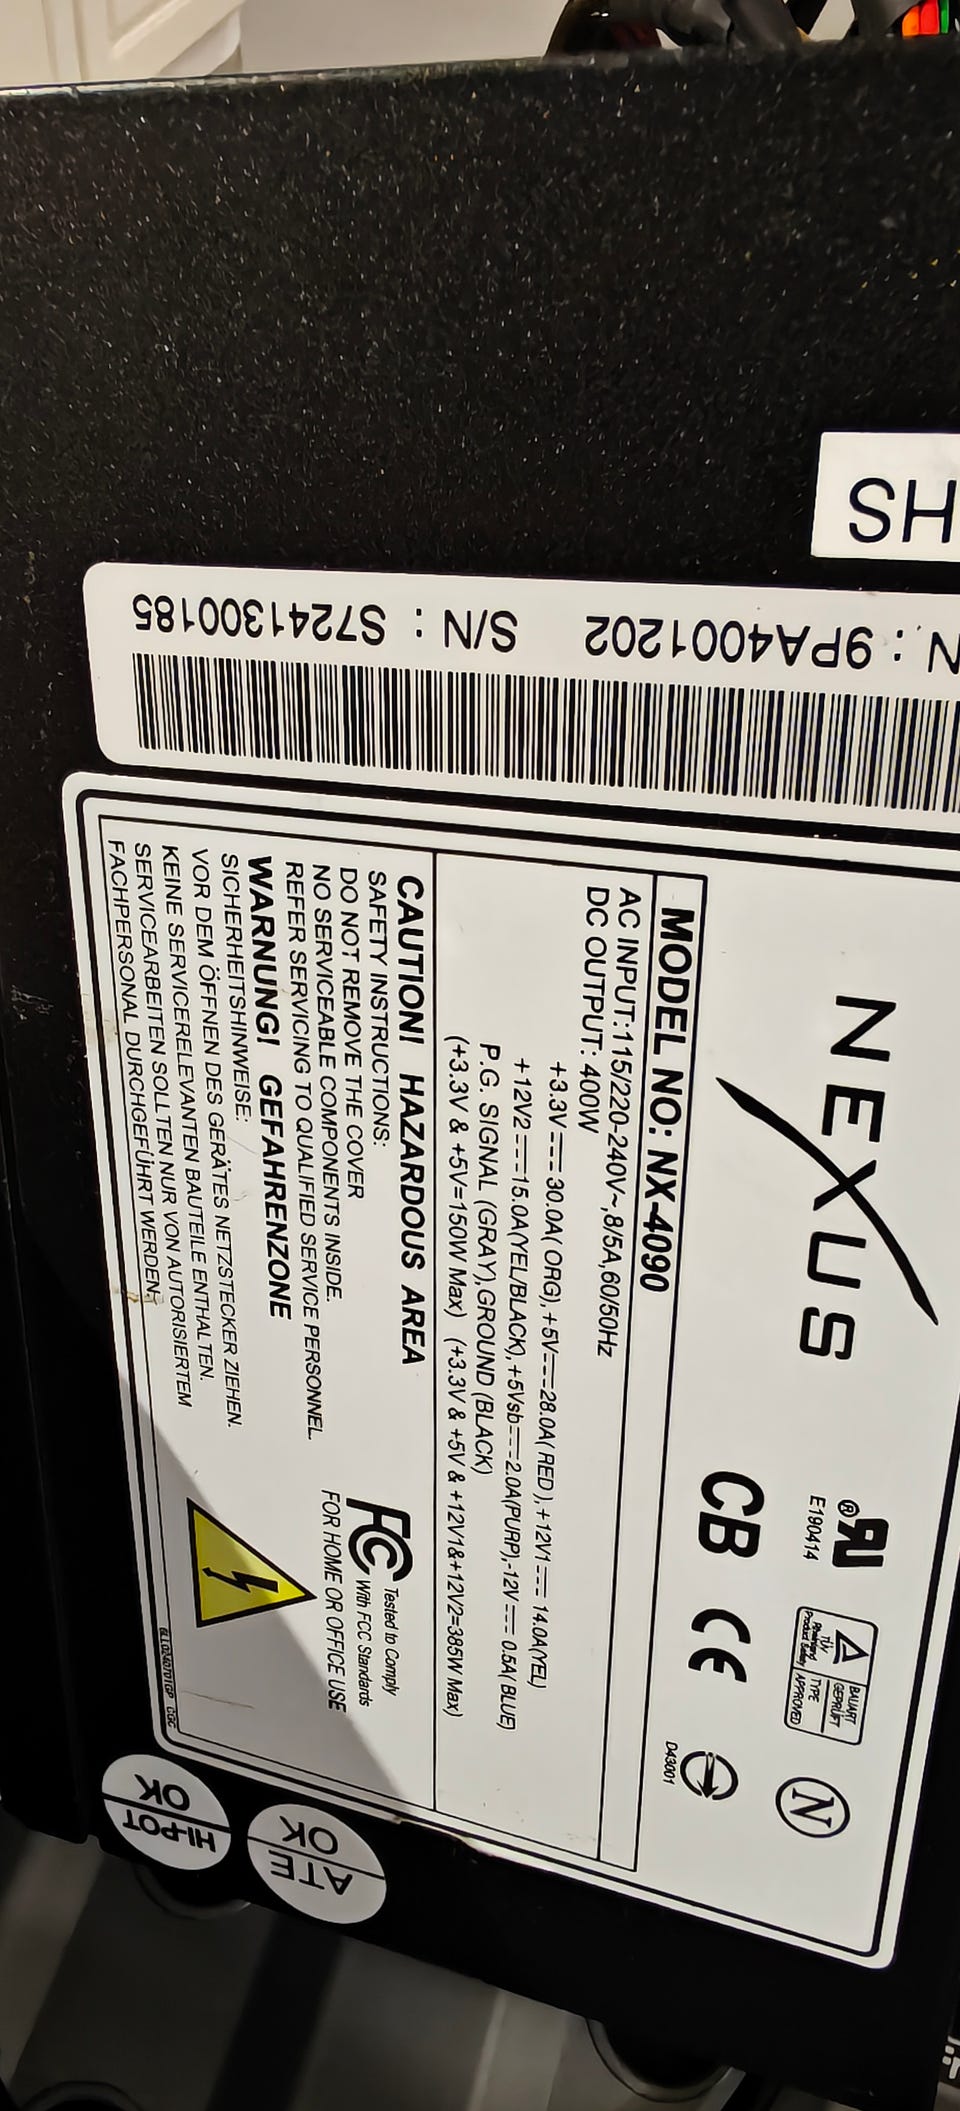 HS
N : 9PA4001202 S/N : S241300185
NEXUS
E190414
TÜV
Rheinland
Product Safety
BAUART
GEPRÜFT
TYPE
APPROVED
N
CB CE
D43001
MODEL NO: NX-4090
AC INPUT:115/220-240V~,8/5A,60/50Hz
DC OUTPUT: 400W
+3.3V⎓30.0A( ORG),+5V⎓28.0A( RED ),+12V1⎓14.0A(YEL)
+12V2⎓15.0A(YEL/BLACK),+5Vsb⎓2.0A(PURP),-12V⎓0.5A( BLUE)
P.G. SIGNAL (GRAY),GROUND (BLACK)
(+3.3V & +5V=150W Max) (+3.3V & +5V & +12V1&+12V2=385W Max)
CAUTION! HAZARDOUS AREA
SAFETY INSTRUCTIONS:
DO NOT REMOVE THE COVER
NO SERVICEABLE COMPONENTS INSIDE.
REFER SERVICING TO QUALIFIED SERVICE PERSONNEL.
WARNUNG! GEFAHRENZONE
SICHERHEITSHINWEISE:
VOR DEM ÖFFNEN DES GERÄTES NETZSTECKER ZIEHEN.
KEINE SERVICERELEVANTEN BAUTEILE ENTHALTEN.
SERVICEARBEITEN SOLLTEN NUR VON AUTORISIERTEM
FACHPERSONAL DURCHGEFÜHRT WERDEN
FC Tested to Comply
With FCC Standards
FOR HOME OR OFFICE USE
HI-POT
OK
ATE
OK